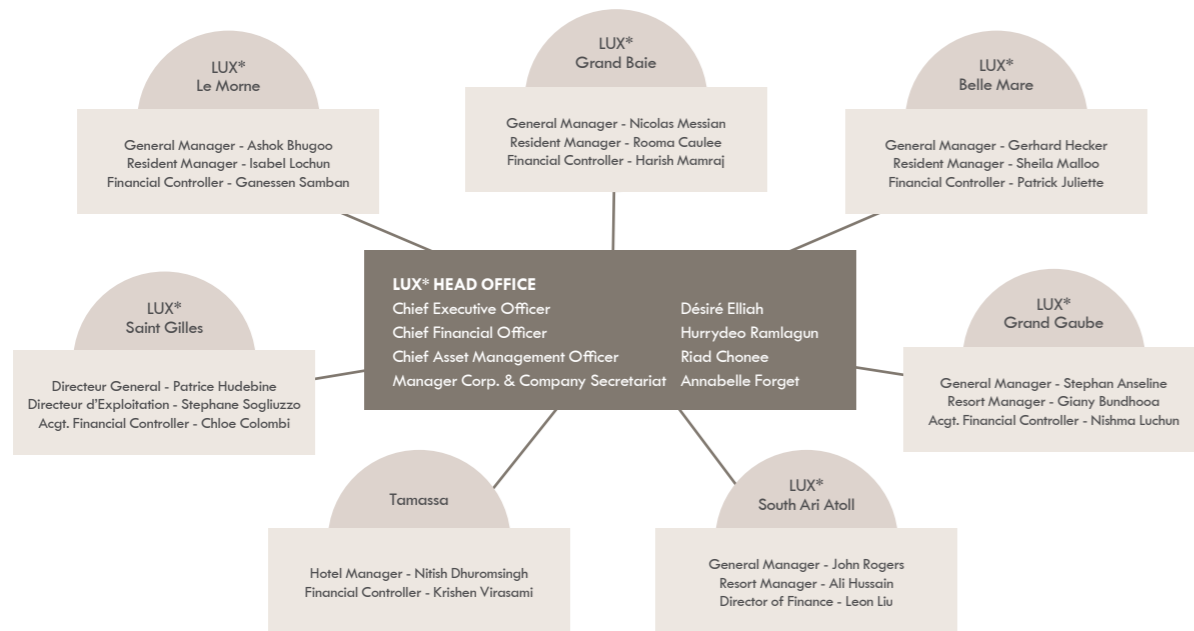 LUX*
Le Morne
General Manager - Ashok Bhugoo
Resident Manager - Isabel Lochun
Financial Controller - Ganessen Samban
LUX*
Grand Baie
General Manager - Nicolas Messian
Resident Manager - Rooma Caulee
Financial Controller - Harish Mamraj
LUX*
Belle Mare
General Manager - Gerhard Hecker
Resident Manager - Sheila Malloo
Financial Controller - Patrick Juliette
LUX* HEAD OFFICE
Chief Executive Officer Désiré Elliah
Chief Financial Officer Hurrydeo Ramlagun
Chief Asset Management Officer Riad Chonee
Manager Corp. & Company Secretariat Annabelle Forget
LUX*
Saint Gilles
Directeur General - Patrice Hudebine
Directeur d'Exploitation - Stephane Sogliuzzo
Acgt. Financial Controller - Chloe Colombi
LUX*
Grand Gaube
General Manager - Stephan Anseline
Resort Manager - Giany Bundhooa
Acgt. Financial Controller - Nishma Luchun
Tamassa
Hotel Manager - Nitish Dhuromsingh
Financial Controller - Krishen Virasami
LUX*
South Ari Atoll
General Manager - John Rogers
Resort Manager - Ali Hussain
Director of Finance - Leon Liu